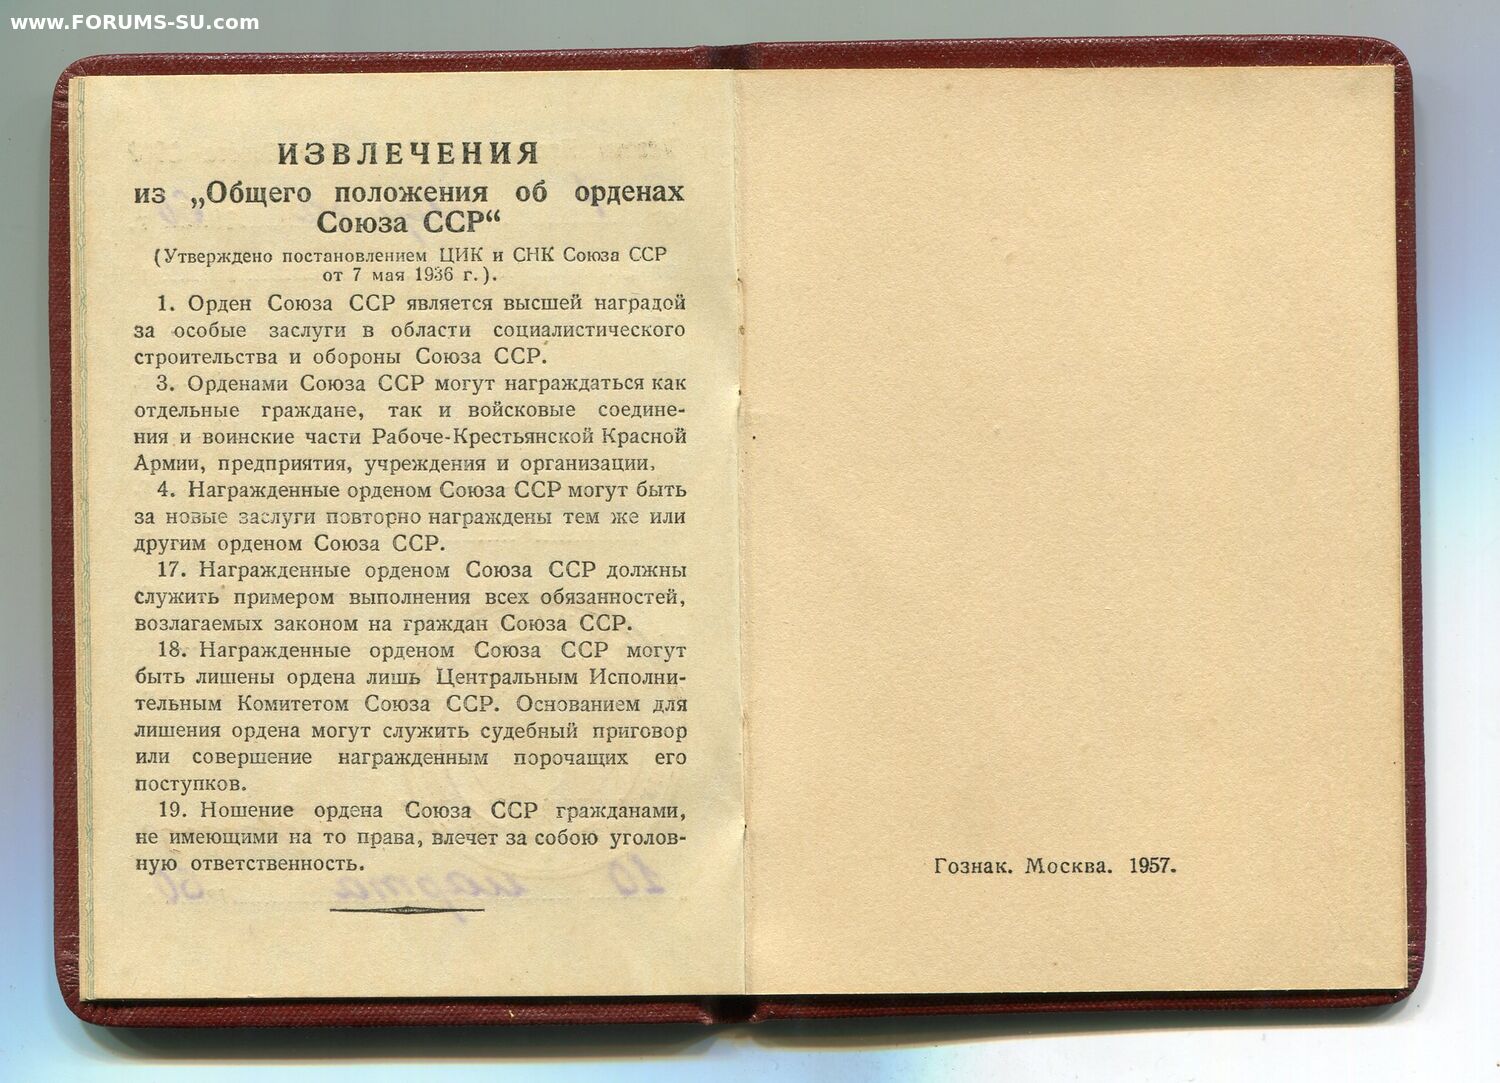 www.FORUMS-SU.com
ИЗВЛЕЧЕНИЯ
из „Общего положения об орденах
Союза ССР“
(Утверждено постановлением ЦИК и СНК Союза ССР
от 7 мая 1936 г.).
1. Орден Союза ССР является высшей наградой
за особые заслуги в области социалистического
строительства и обороны Союза ССР.
3. Орденами Союза ССР могут награждаться как
отдельные граждане, так и войсковые соедине-
ния и воинские части Рабоче-Крестьянской Красной
Армии, предприятия, учреждения и организации.
4. Награжденные орденом Союза ССР могут быть
за новые заслуги повторно награждены тем же или
другим орденом Союза ССР.
17. Награжденные орденом Союза ССР должны
служить примером выполнения всех обязанностей,
возлагаемых законом на граждан Союза ССР.
18. Награжденные орденом Союза ССР могут
быть лишены ордена лишь Центральным Исполни-
тельным Комитетом Союза ССР. Основанием для
лишения ордена могут служить судебный приговор
или совершение награжденным порочащих его
поступков.
19. Ношение ордена Союза ССР гражданами,
не имеющими на то права, влечет за собою уголов-
ную ответственность.
Гознак. Москва. 1957.